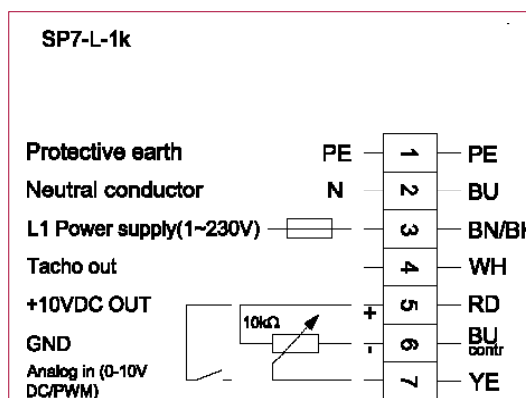 SP7-L-1k
Protective earth PE 1 PE
Neutral conductor N 2 BU
L1 Power supply(1~230V) 3 BN/BK
Tacho out 4 WH
+10VDC OUT + 5 RD
10kΩ
GND - 6 BU
contr
Analog in (0-10V
DC/PWM) 7 YE